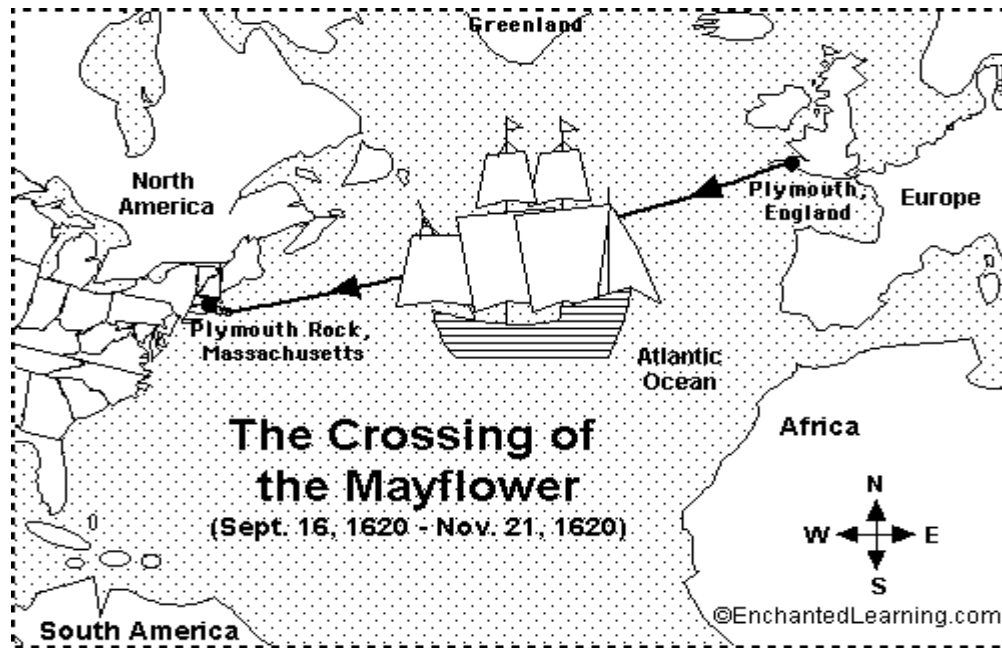 Greenland
North
America
Plymouth,
England
Europe
Plymouth Rock,
Massachusetts
Atlantic
Ocean
The Crossing of
the Mayflower
(Sept. 16, 1620 - Nov. 21, 1620)
Africa
N
W E
S
South America
©EnchantedLearning.com